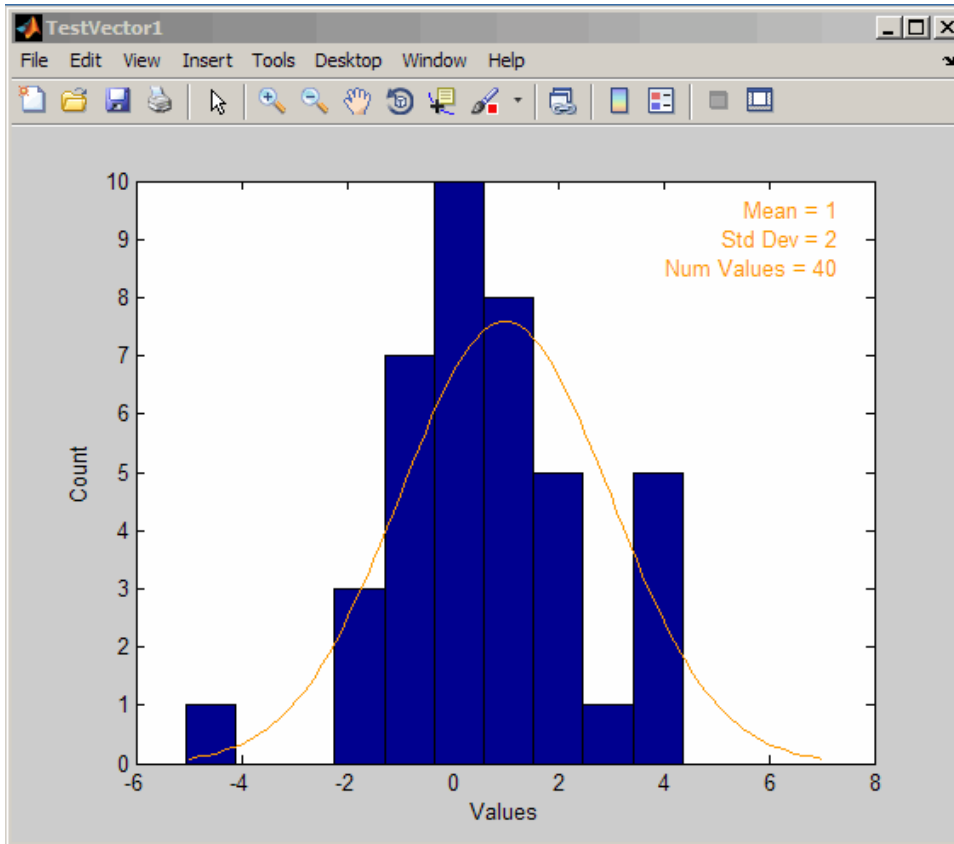 TestVector1
File Edit View Insert Tools Desktop Window Help
Mean = 1
Std Dev = 2
Num Values = 40
10
9
8
7
6
5
4
3
2
1
0
Count
-6 -4 -2 0 2 4 6 8
Values